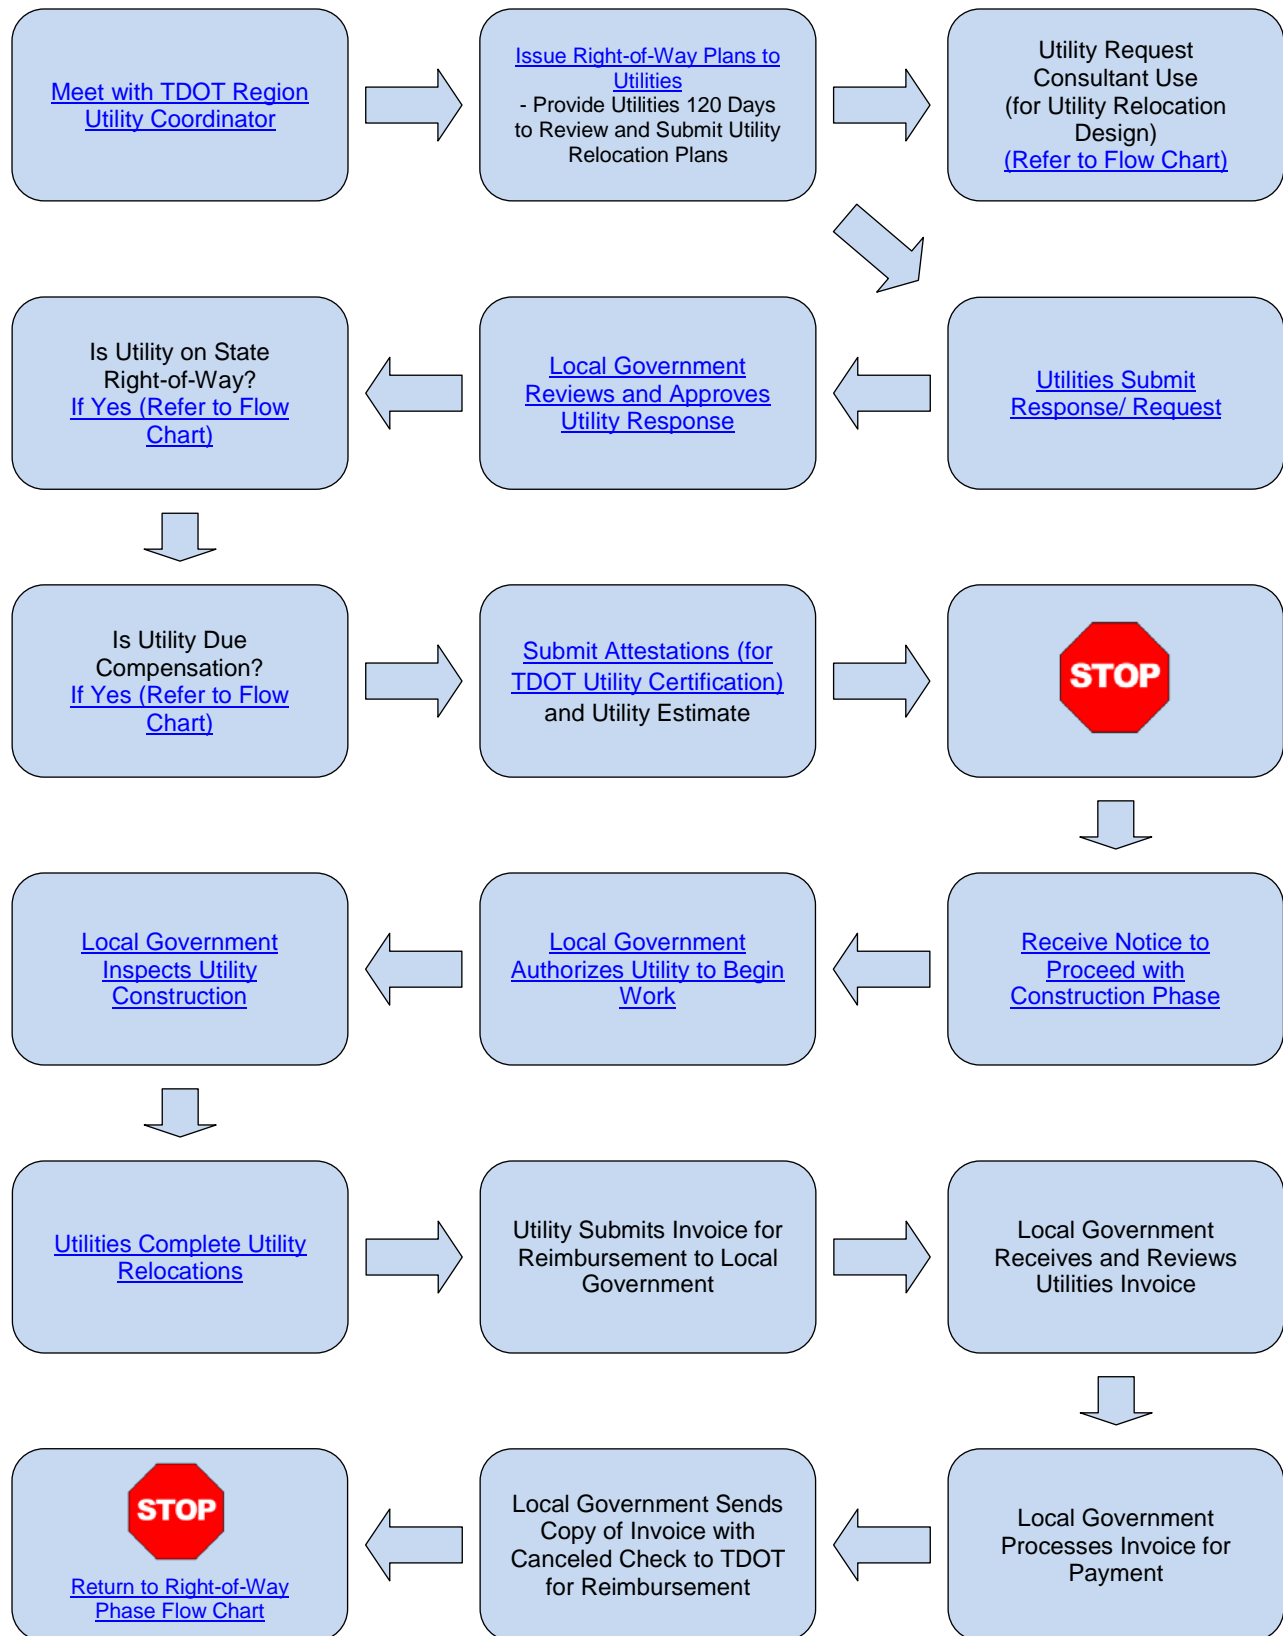 Meet with TDOT Region
Utility Coordinator
Issue Right-of-Way Plans to
Utilities
- Provide Utilities 120 Days
to Review and Submit Utility
Relocation Plans
Utility Request
Consultant Use
(for Utility Relocation
Design)
(Refer to Flow Chart)
Utilities Submit
Response/ Request
Local Government
Reviews and Approves
Utility Response
Is Utility on State
Right-of-Way?
If Yes (Refer to Flow
Chart)
Is Utility Due
Compensation?
If Yes (Refer to Flow
Chart)
Submit Attestations (for
TDOT Utility Certification)
and Utility Estimate
STOP
Receive Notice to
Proceed with
Construction Phase
Local Government
Authorizes Utility to Begin
Work
Local Government
Inspects Utility
Construction
Utilities Complete Utility
Relocations
Utility Submits Invoice for
Reimbursement to Local
Government
Local Government
Receives and Reviews
Utilities Invoice
Local Government
Processes Invoice for
Payment
Local Government Sends
Copy of Invoice with
Canceled Check to TDOT
for Reimbursement
STOP
Return to Right-of-Way
Phase Flow Chart